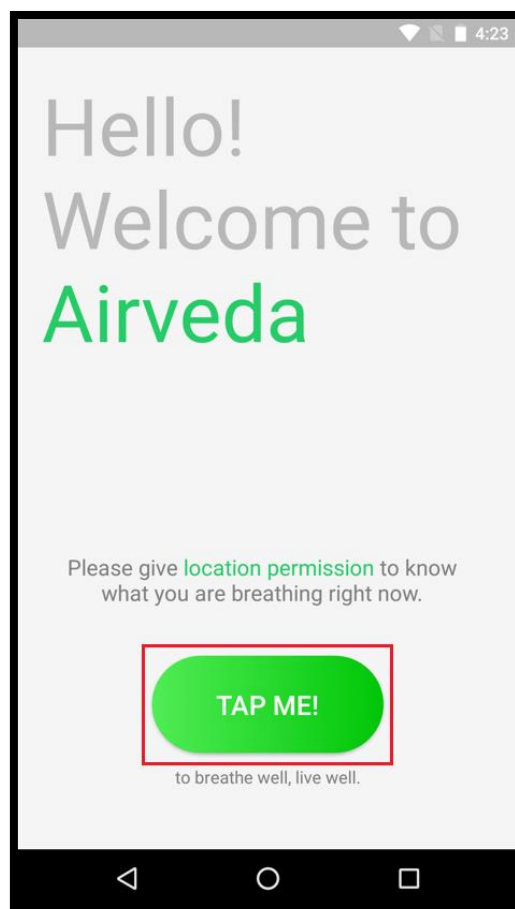 4:23
Hello!
Welcome to
Airveda
Please give location permission to know
what you are breathing right now.
TAP ME!
to breathe well, live well.